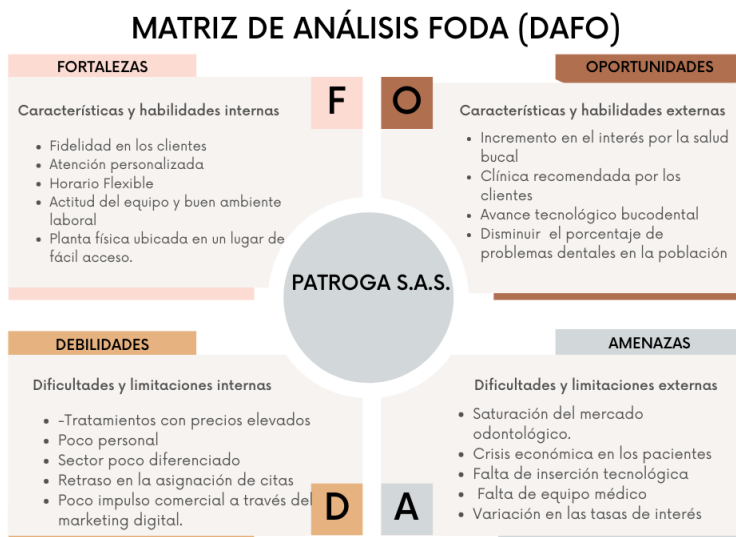 MATRIZ DE ANÁLISIS FODA (DAFO)
FORTALEZAS
F
Características y habilidades internas
• Fidelidad en los clientes
• Atención personalizada
• Horario Flexible
• Actitud del equipo y buen ambiente
laboral
• Planta física ubicada en un lugar de
fácil acceso.
OPORTUNIDADES
O
Características y habilidades externas
• Incremento en el interés por la salud
bucal
• Clínica recomendada por los
clientes
• Avance tecnológico bucodental
• Disminuir el porcentaje de
problemas dentales en la población
PATROGA S.A.S.
DEBILIDADES
Dificultades y limitaciones internas
• -Tratamientos con precios elevados
• Poco personal
• Sector poco diferenciado
• Retraso en la asignación de citas
• Poco impulso comercial a través del
marketing digital.
D
AMENAZAS
Dificultades y limitaciones externas
• Saturación del mercado
odontológico.
• Crisis económica en los pacientes
• Falta de inserción tecnológica
• Falta de equipo médico
• Variación en las tasas de interés
A